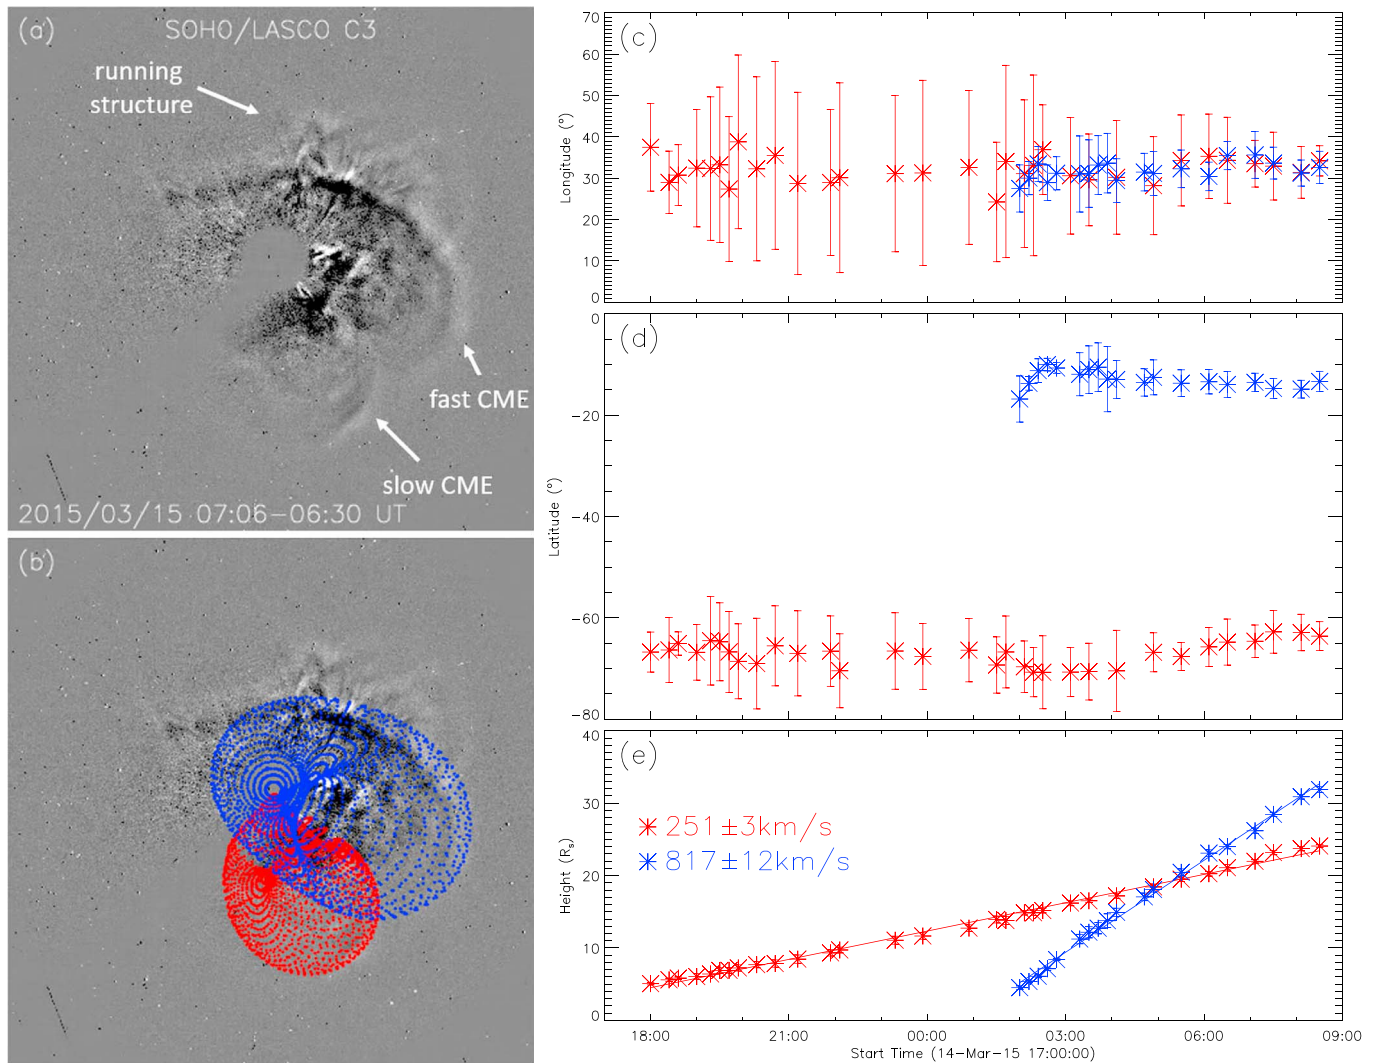 (a)
SOHO/LASCO C3
running
structure
fast CME
slow CME
2015/03/15 07:06-06:30 UT
(b)
(c)
70
60
50
40
30
20
10
0
Longitude (°)
(d)
0
-20
-40
-60
-80
Latitude (°)
(e)
40
30
20
10
0
Height (Rs)
251±3km/s
817±12km/s
18:00
21:00
00:00
03:00
06:00
09:00
Start Time (14-Mar-15 17:00:00)